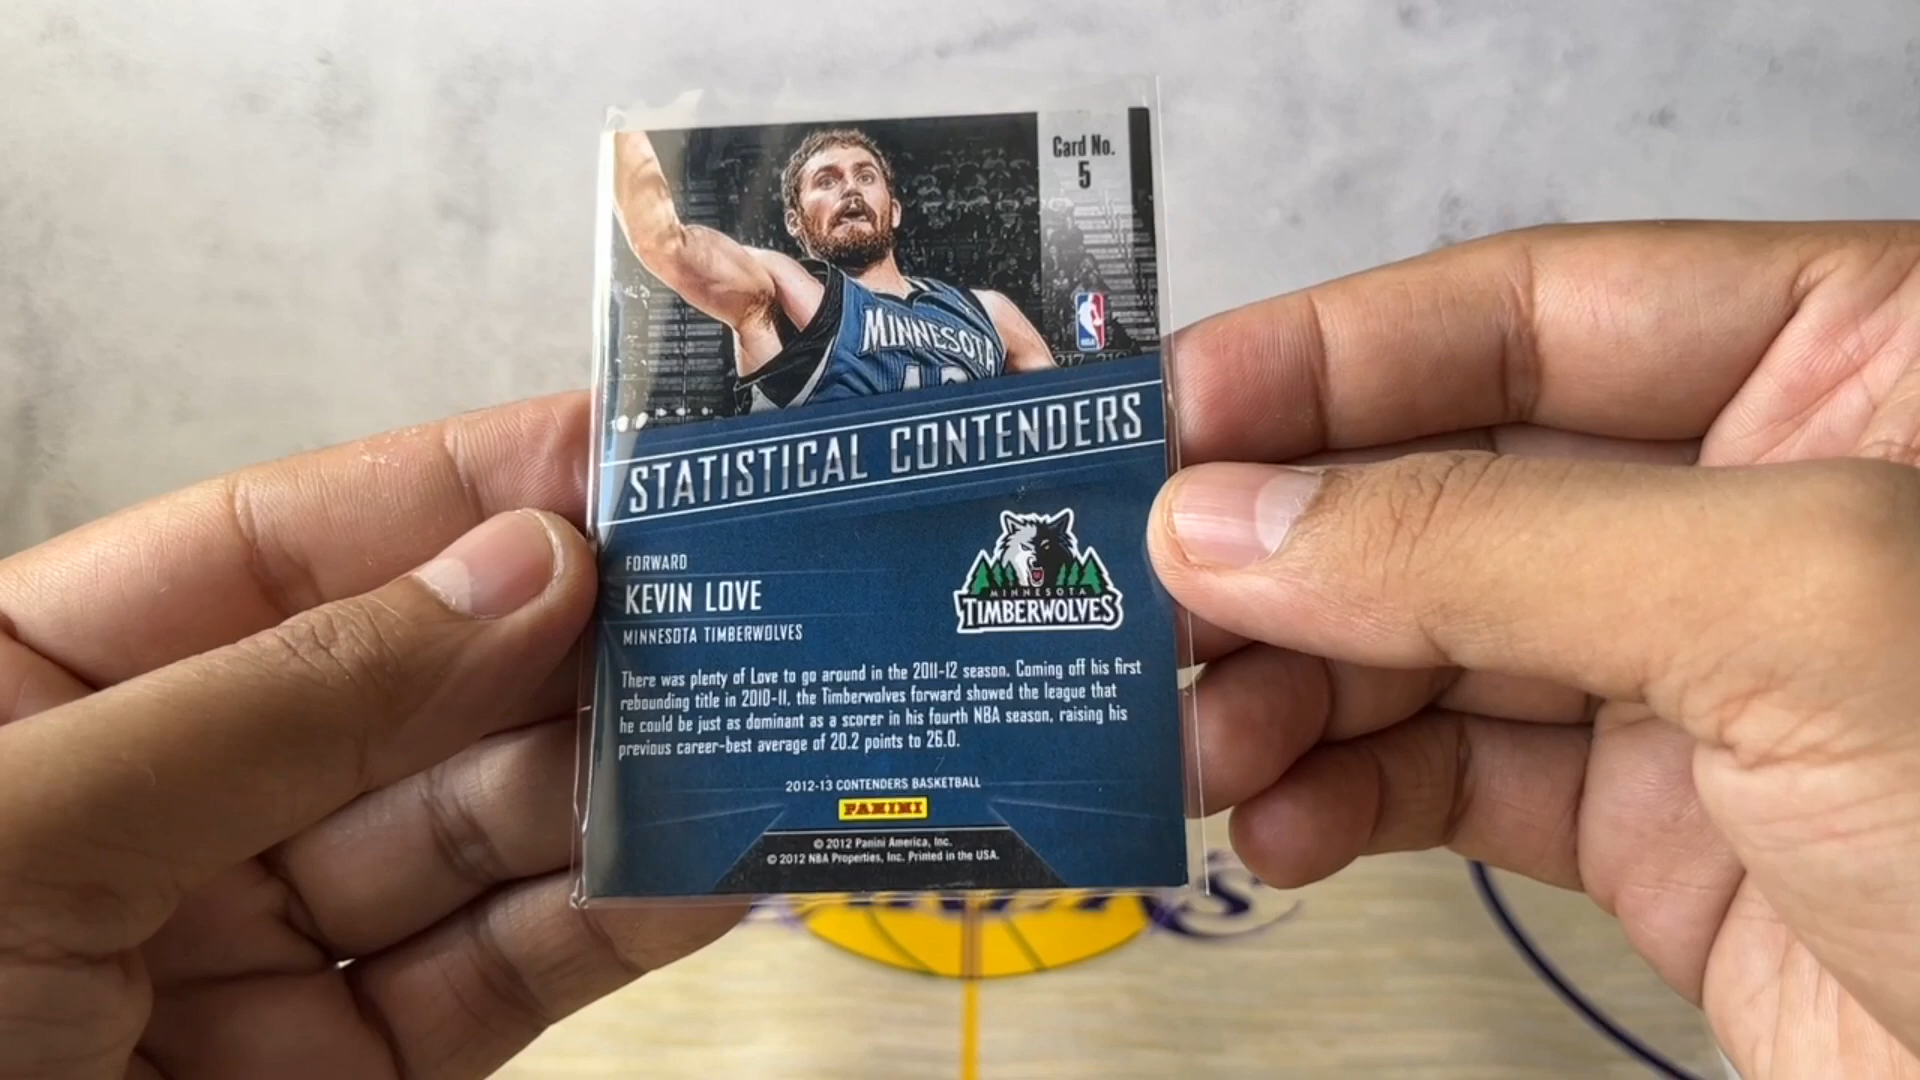 Card No.
5
MINNESOTA
STATISTICAL CONTENDERS
FORWARD
KEVIN LOVE
MINNESOTA TIMBERWOLVES
MINNESOTA
TIMBERWOLVES
There was plenty of Love to go around in the 2011-12 season. Coming off his first
rebounding title in 2010-11, the Timberwolves forward showed the league that
he could be just as dominant as a scorer in his fourth NBA season, raising his
previous career-best average of 20.2 points to 26.0.
2012-13 CONTENDERS BASKETBALL
PANINI
© 2012 Panini America, Inc.
© 2012 NBA Properties, Inc. Printed in the USA.